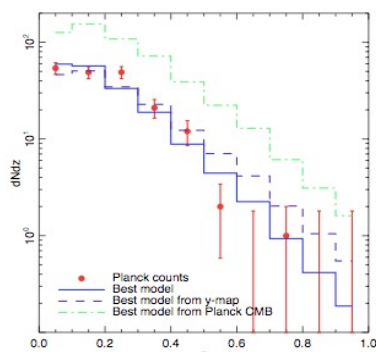 10²
10¹
10⁰
dNdz
Planck counts
Best model
Best model from y-map
Best model from Planck CMB
0.0 0.2 0.4 0.6 0.8 1.0